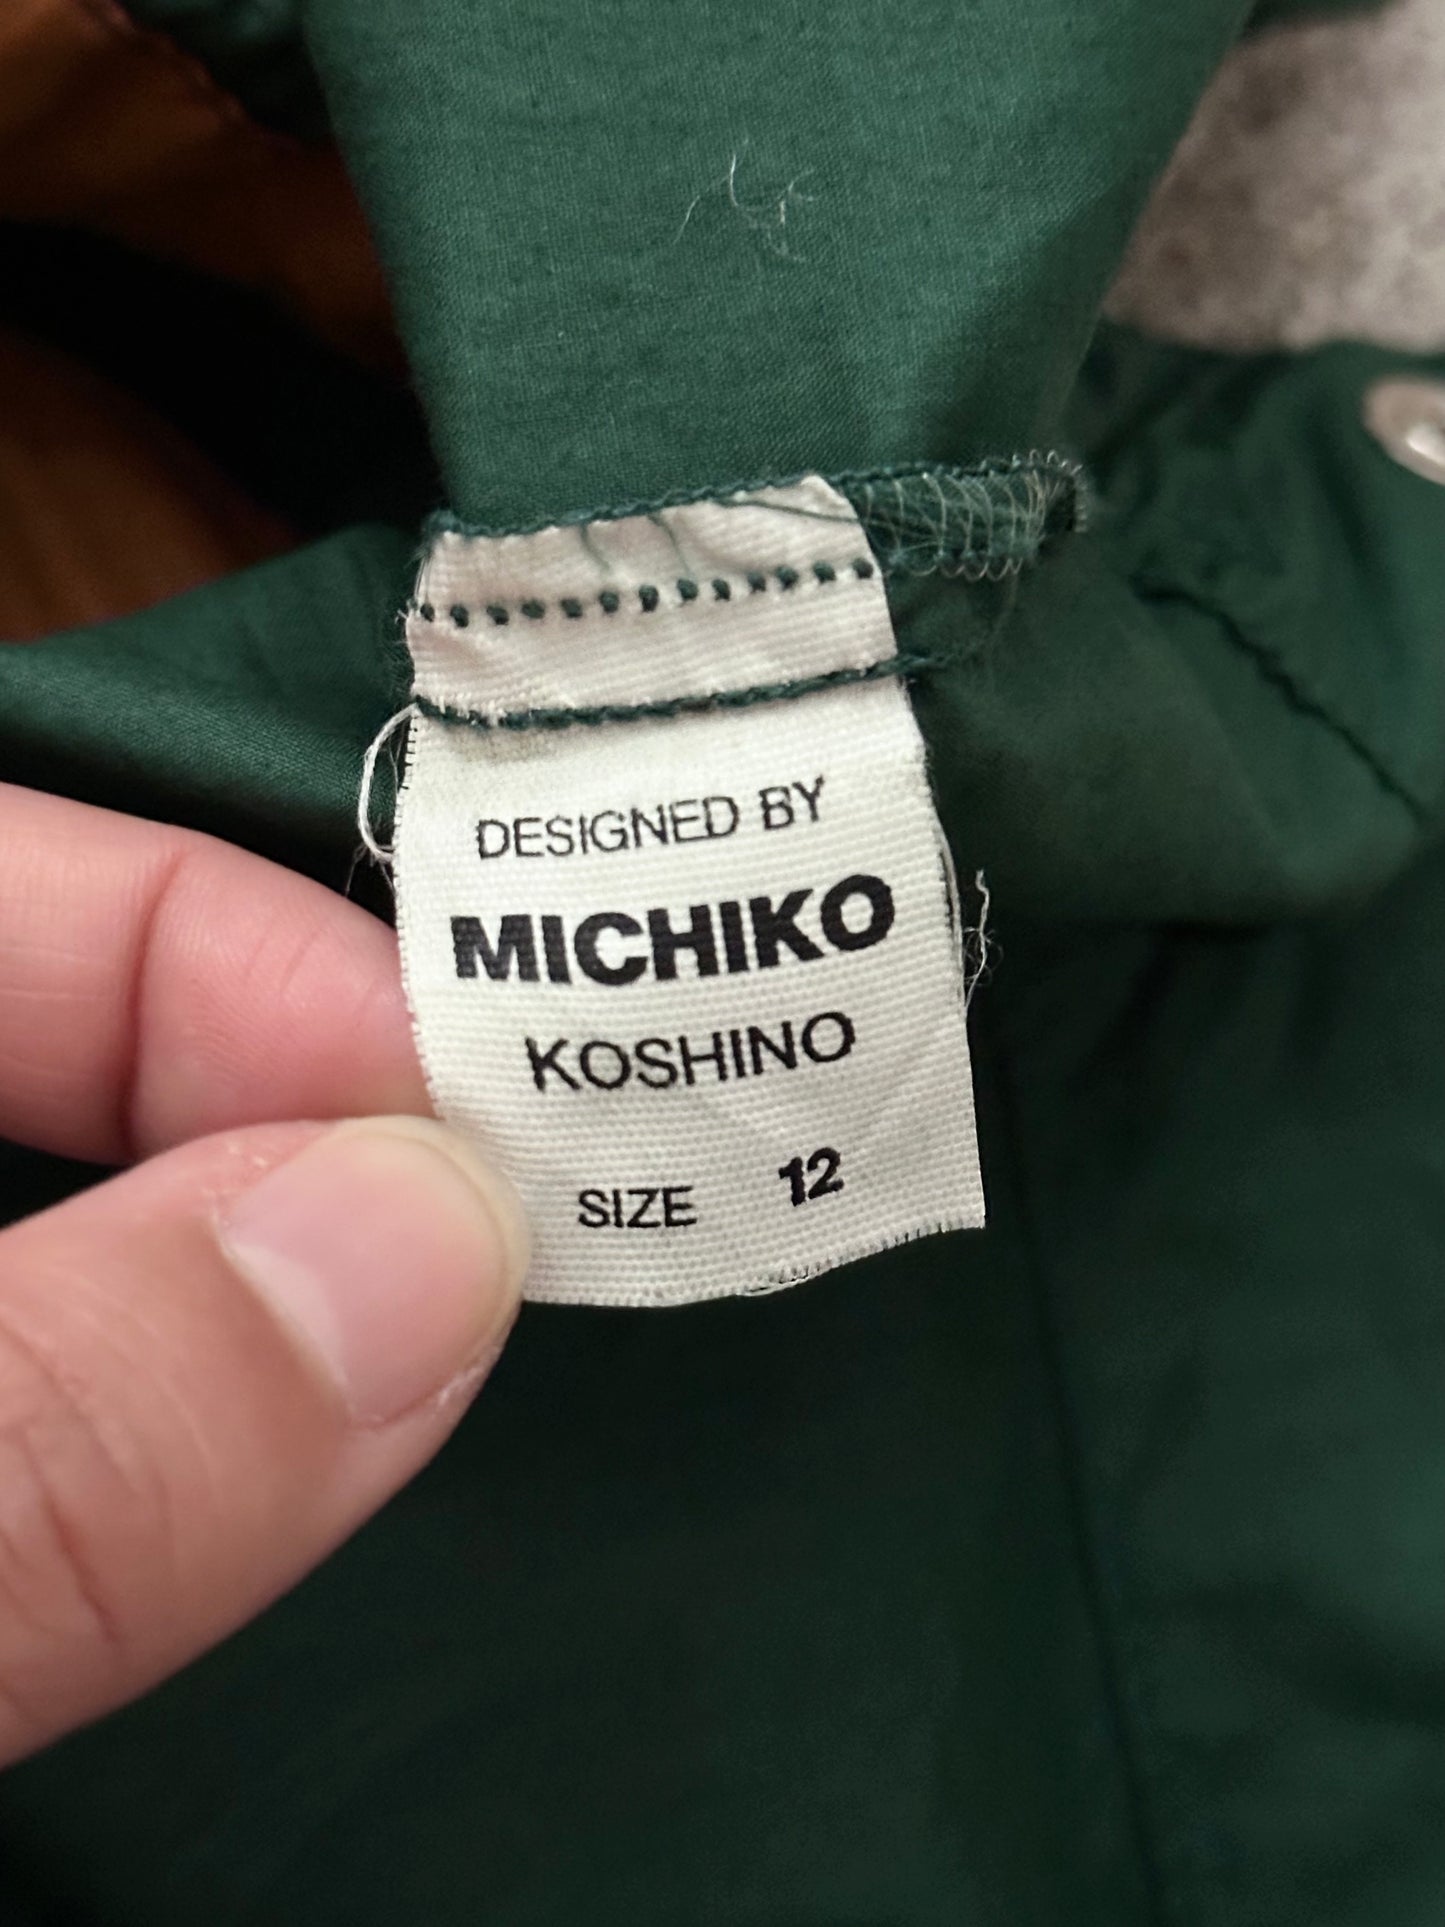 DESIGNED BY
MICHIKO
KOSHINO
SIZE 12